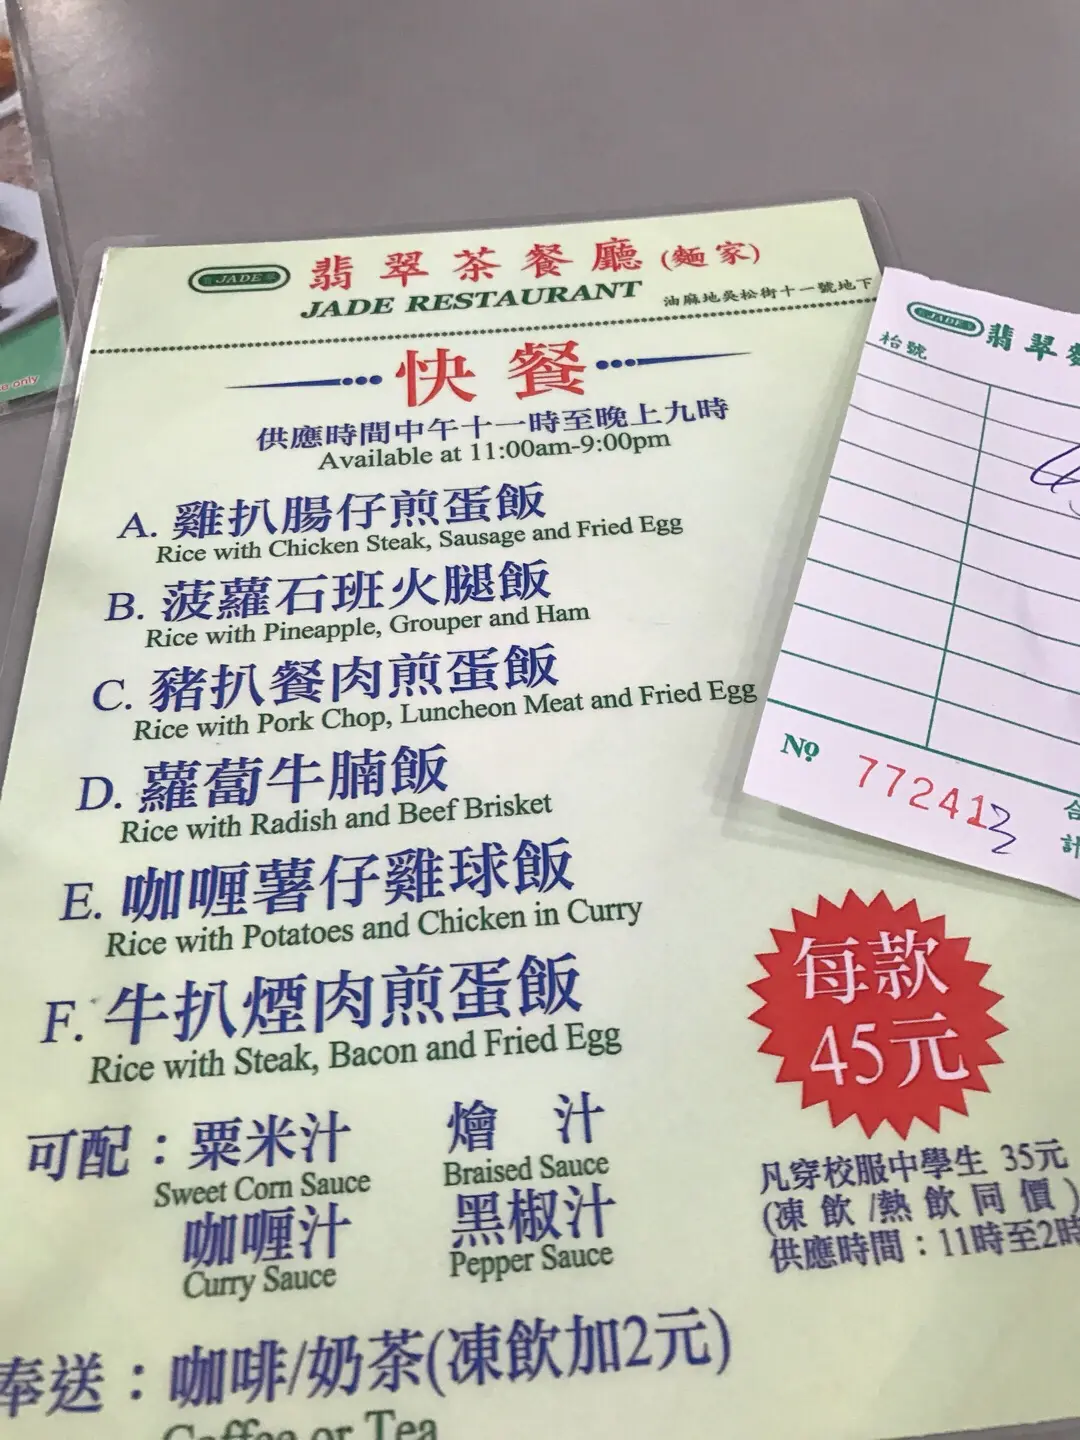 JADE 翡翠茶餐廳(麵家)
JADE RESTAURANT 油麻地吳松街十一號地下
快餐
供應時間中午十一時至晚上九時
Available at 11:00am-9:00pm
A. 雞扒腸仔煎蛋飯
Rice with Chicken Steak, Sausage and Fried Egg
B. 菠蘿石班火腿飯
Rice with Pineapple, Grouper and Ham
C. 豬扒餐肉煎蛋飯
Rice with Pork Chop, Luncheon Meat and Fried Egg
D. 蘿蔔牛腩飯
Rice with Radish and Beef Brisket
E. 咖喱薯仔雞球飯
Rice with Potatoes and Chicken in Curry
F. 牛扒煙肉煎蛋飯
Rice with Steak, Bacon and Fried Egg
可配：粟米汁 燴 汁
Sweet Corn Sauce Braised Sauce
咖喱汁 黑椒汁
Curry Sauce Pepper Sauce
奉送：咖啡/奶茶(凍飲加2元)
Coffee or Tea
每款
45元
凡穿校服中學生 35元
(凍飲/熱飲同價)
供應時間：11時至2時
JADE 翡翠
枱號
№ 772413
合
計
only